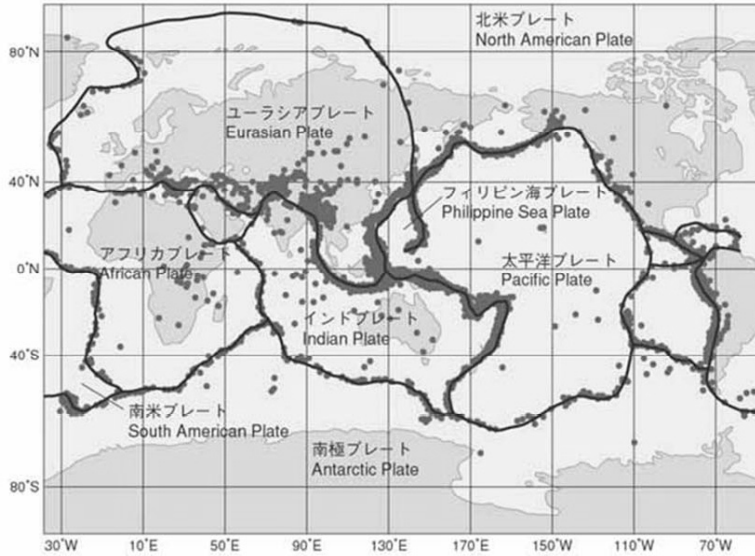 北米プレート
North American Plate
80°N
ユーラシアプレート
Eurasian Plate
40°N
フィリピン海プレート
Philippine Sea Plate
アフリカプレート
African Plate
太平洋プレート
Pacific Plate
0°N
インドプレート
Indian Plate
40°S
南米プレート
South American Plate
南極プレート
Antarctic Plate
80°S
30°W 10°E 50°E 90°E 130°E 170°E 150°W 110°W 70°W